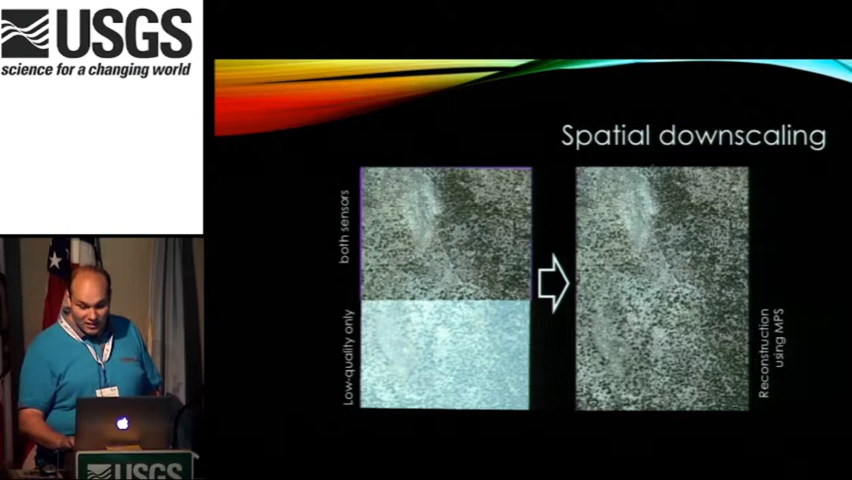 USGS
science for a changing world
Spatial downscaling
both sensors
Low-quality only
Reconstruction
using MPS
USGS